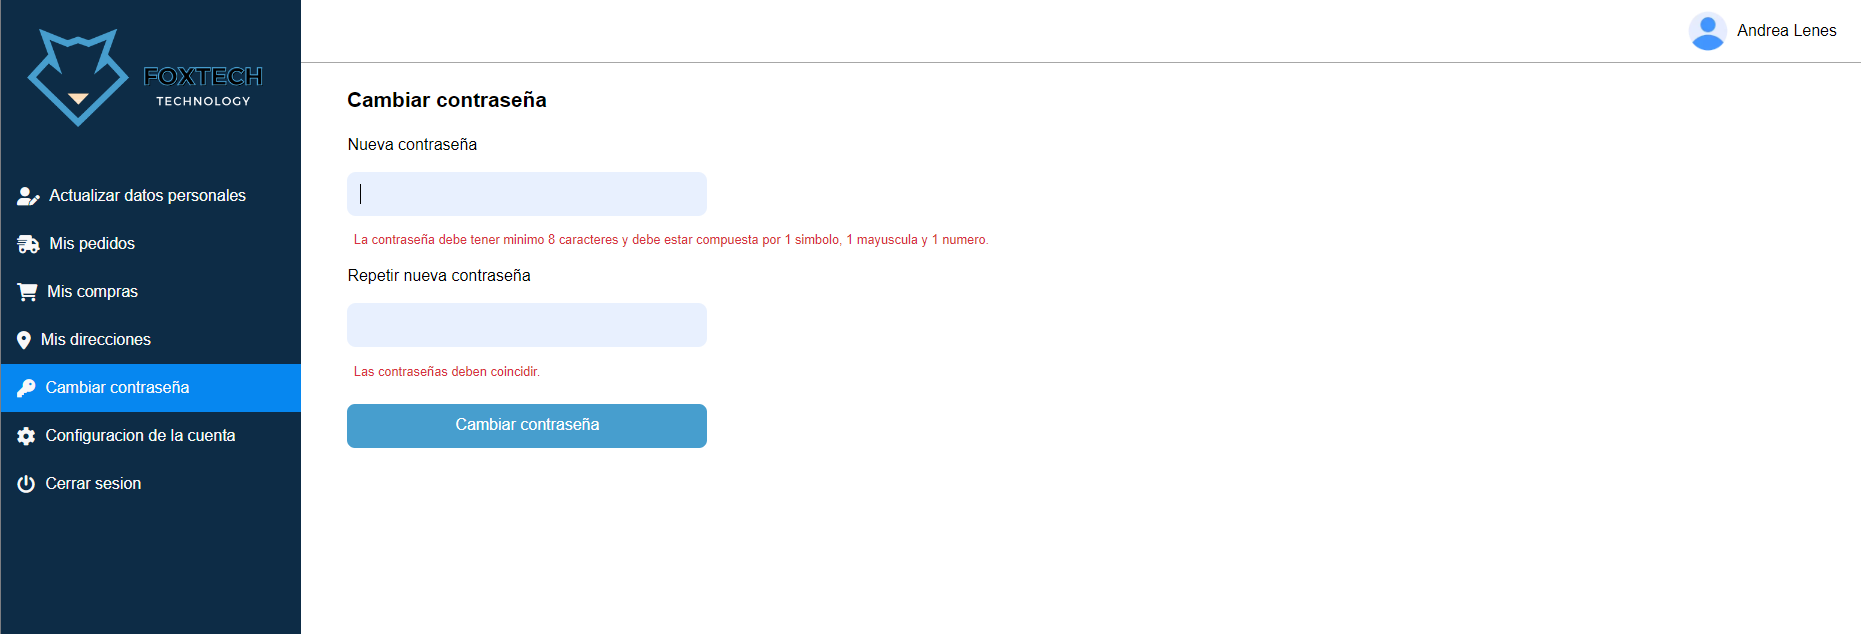 FOXTECH
TECHNOLOGY
Actualizar datos personales
Mis pedidos
Mis compras
Mis direcciones
Cambiar contraseña
Configuracion de la cuenta
Cerrar sesion
Andrea Lenes
Cambiar contraseña
Nueva contraseña
La contraseña debe tener minimo 8 caracteres y debe estar compuesta por 1 simbolo, 1 mayuscula y 1 numero.
Repetir nueva contraseña
Las contraseñas deben coincidir.
Cambiar contraseña